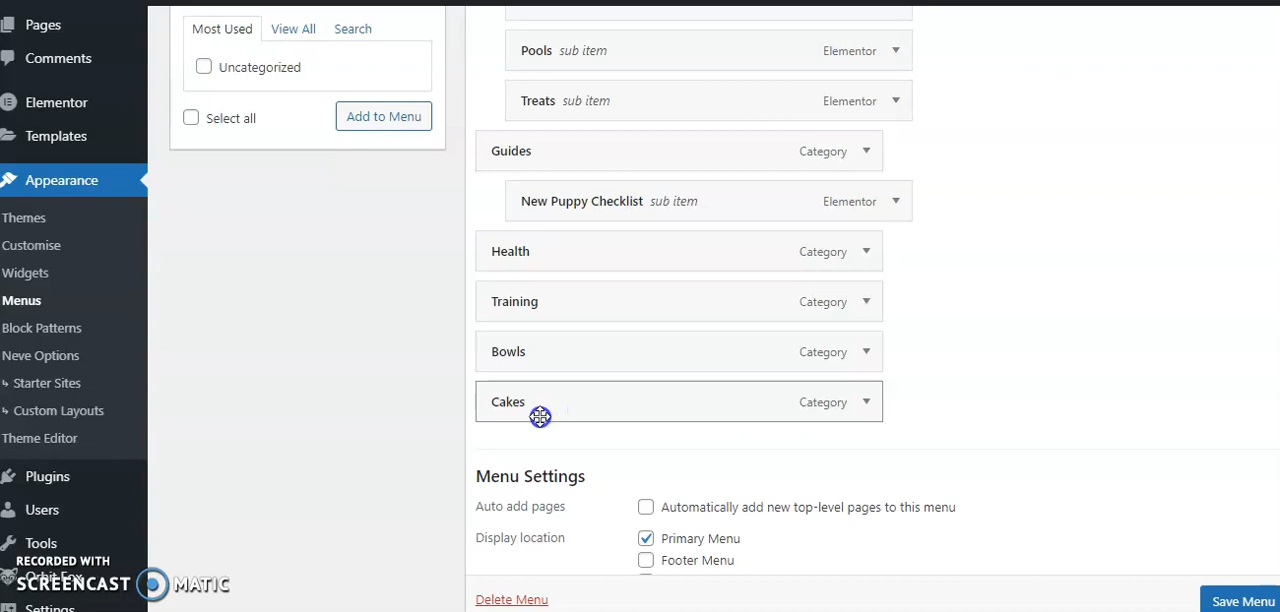 Pages
Comments
Elementor
Templates
Appearance
Themes
Customise
Widgets
Menus
Block Patterns
Neve Options
↳ Starter Sites
↳ Custom Layouts
Theme Editor
Plugins
Users
Tools
RECORDED WITH
SCREENCAST MATIC
Settings
Most Used View All Search
Uncategorized
Select all Add to Menu
Pools sub item Elementor
Treats sub item Elementor
Guides Category
New Puppy Checklist sub item Elementor
Health Category
Training Category
Bowls Category
Cakes Category
Menu Settings
Auto add pages Automatically add new top-level pages to this menu
Display location Primary Menu
Footer Menu
Delete Menu Save Menu